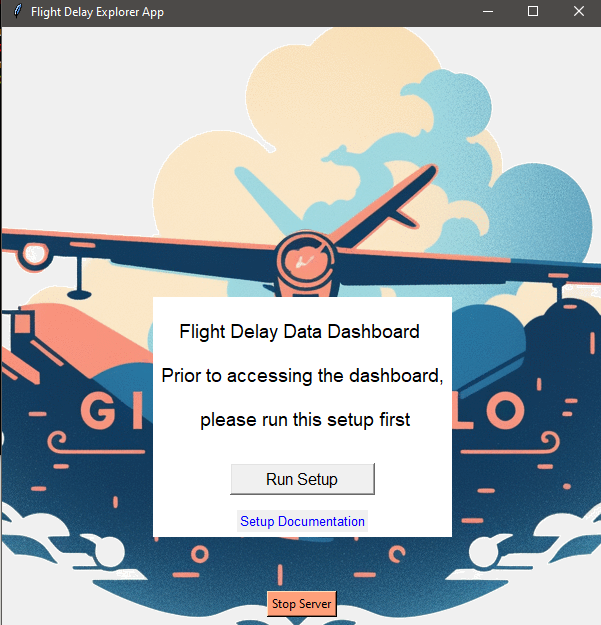 Flight Delay Explorer App
Flight Delay Data Dashboard
Prior to accessing the dashboard,
please run this setup first
GI
LO
Run Setup
Setup Documentation
Stop Server